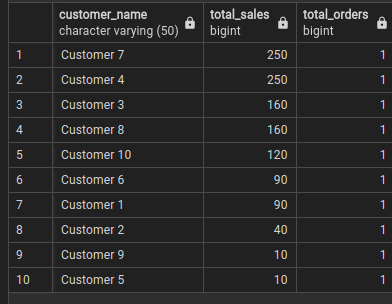 customer_name total_sales total_orders
character varying (50) bigint bigint
1 Customer 7 250 1
2 Customer 4 250 1
3 Customer 3 160 1
4 Customer 8 160 1
5 Customer 10 120 1
6 Customer 6 90 1
7 Customer 1 90 1
8 Customer 2 40 1
9 Customer 9 10 1
10 Customer 5 10 1